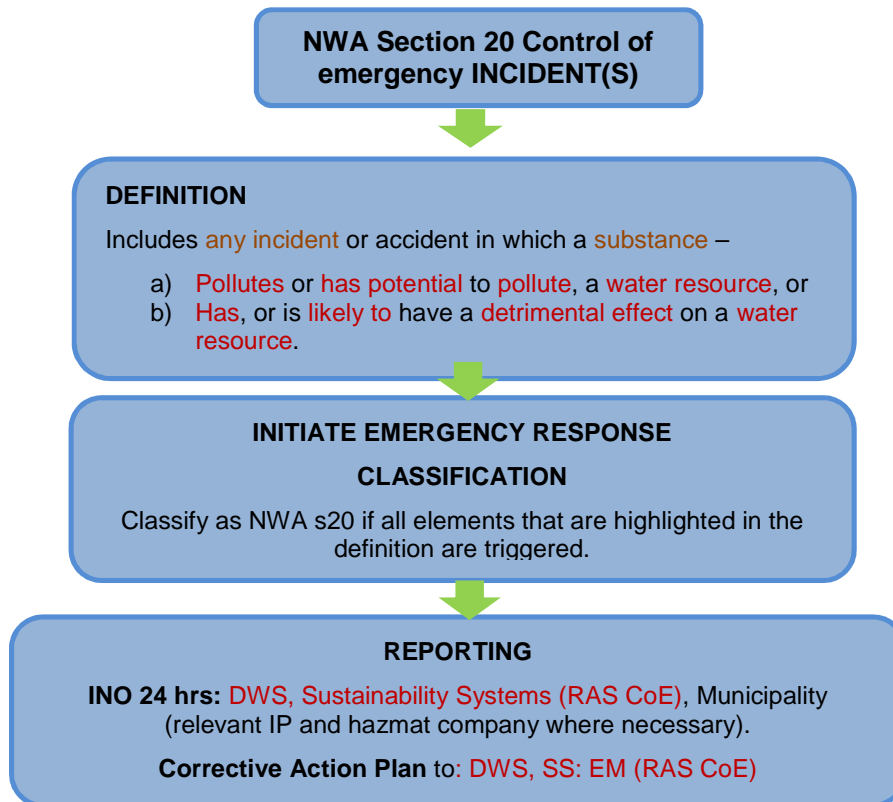 NWA Section 20 Control of
emergency INCIDENT(S)
DEFINITION
Includes any incident or accident in which a substance –
a) Pollutes or has potential to pollute, a water resource, or
b) Has, or is likely to have a detrimental effect on a water
resource.
INITIATE EMERGENCY RESPONSE
CLASSIFICATION
Classify as NWA s20 if all elements that are highlighted in the
definition are triggered.
REPORTING
INO 24 hrs: DWS, Sustainability Systems (RAS CoE), Municipality
(relevant IP and hazmat company where necessary).
Corrective Action Plan to: DWS, SS: EM (RAS CoE)